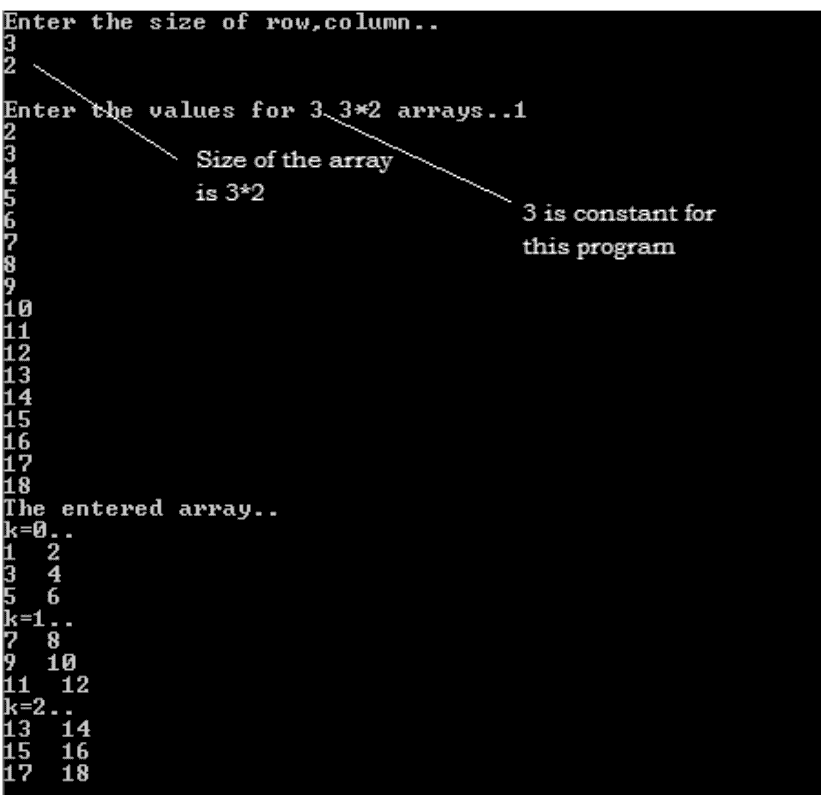 Enter the size of row,column..
3
2
Enter the values for 3 3*2 arrays..1
2
3
4
5
6
7
8
9
10
11
12
13
14
15
16
17
18
Size of the array
is 3*2
3 is constant for
this program
The entered array..
k=0..
1 2
3 4
5 6
k=1..
7 8
9 10
11 12
k=2..
13 14
15 16
17 18